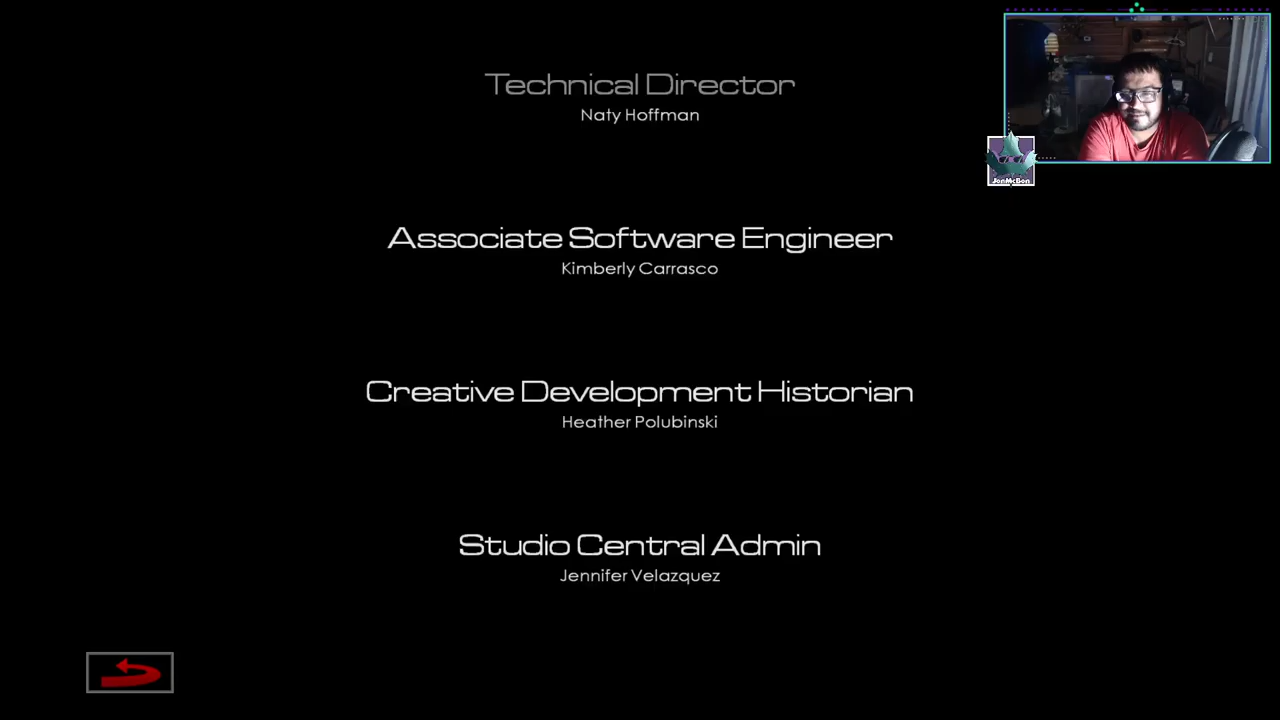 Technical Director
Naty Hoffman
Associate Software Engineer
Kimberly Carrasco
Creative Development Historian
Heather Polubinski
Studio Central Admin
Jennifer Velazquez
JonMcBon